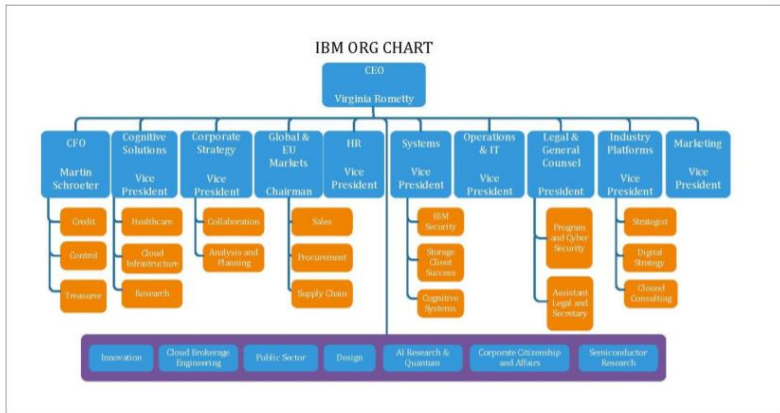 IBM ORG CHART
CEO
Virginia Rometty
CFO
Martin
Schroeter
Cognitive
Solutions
Vice
President
Corporate
Strategy
Vice
President
Global &
EU
Markets
Chairman
HR
Vice
President
Systems
Vice
President
Operations
& IT
Vice
President
Legal &
General
Counsel
President
Industry
Platforms
Vice
President
Marketing
Vice
President
Credit
Control
Treasurer
Healthcare
Cloud
Infrastructure
Research
Collaboration
Analysis and
Planning
Sales
Procurement
Supply Chain
IBM
Security
Storage
Client
Success
Cognitive
Systems
Program
and Cyber
Security
Assistant
Legal and
Secretary
Strategist
Digital
Strategy
Clound
Consulting
Innovation
Cloud Brokerage
Engineering
Public Sector
Design
AI Research &
Quantum
Corporate Citizenship
and Affairs
Semiconductor
Research